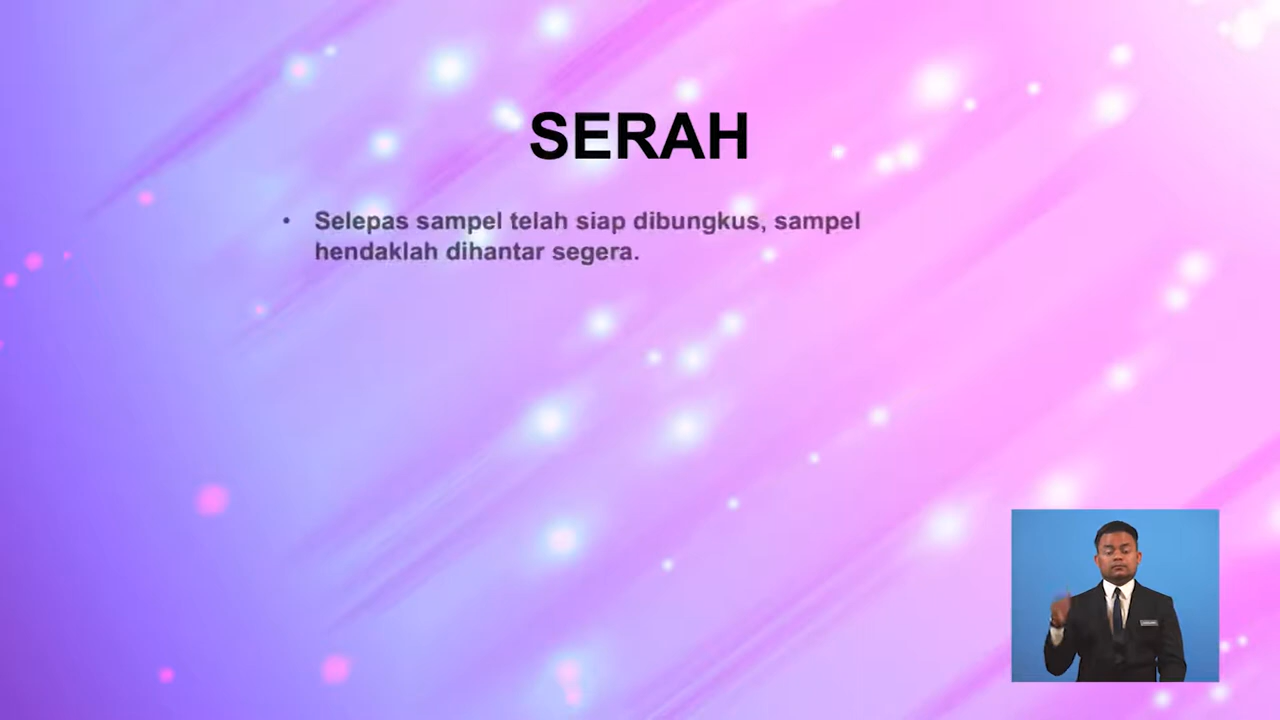 SERAH
• Selepas sampel telah siap dibungkus, sampel
hendaklah dihantar segera.